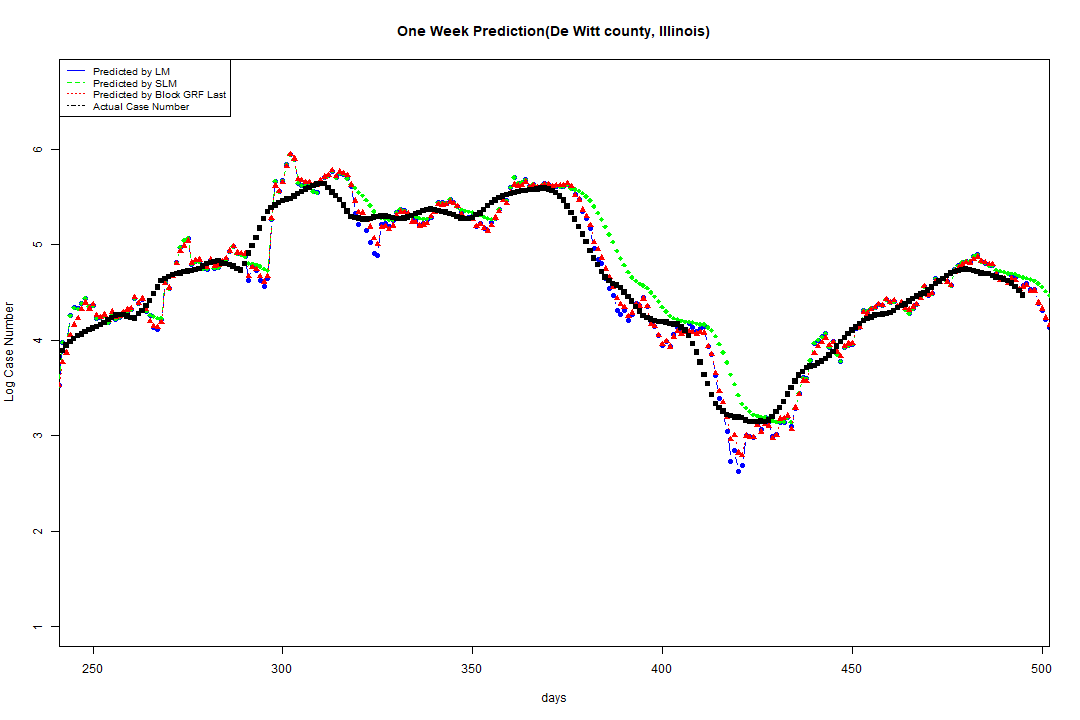 One Week Prediction(De Witt county, Illinois)
Predicted by LM
Predicted by SLM
Predicted by Block GRF Last
Actual Case Number
Log Case Number
6
5
4
3
2
1
250 300 350 400 450 500
days